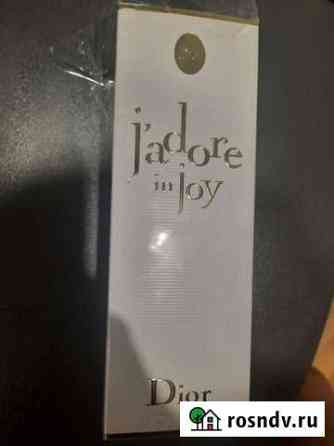 j'adore
in joy
Dior
rosndv.ru